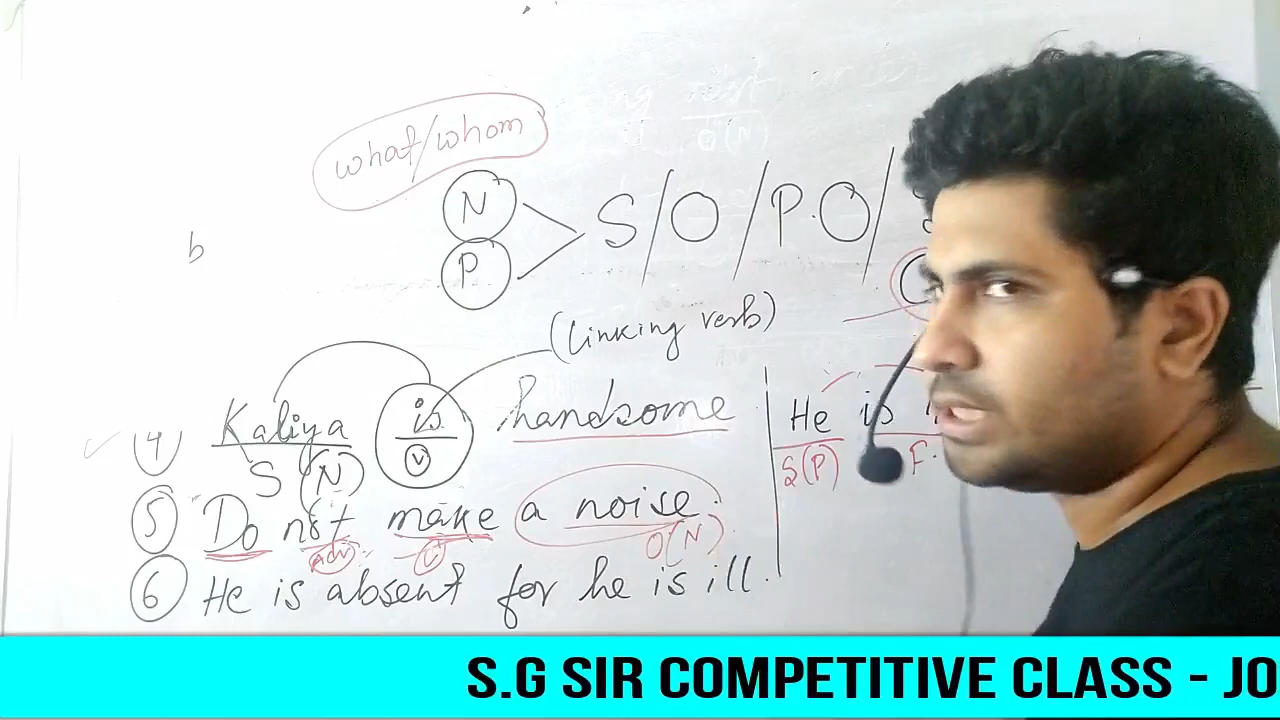 what/whom
N
P
S/O/P.O/
b
(linking verb)
(4) Kaliya is handsome
S (N) V
He is
S(P) F.
(5) Do not make a noise.
adv V O(N)
(6) He is absent for he is ill.
S.G SIR COMPETITIVE CLASS - JO